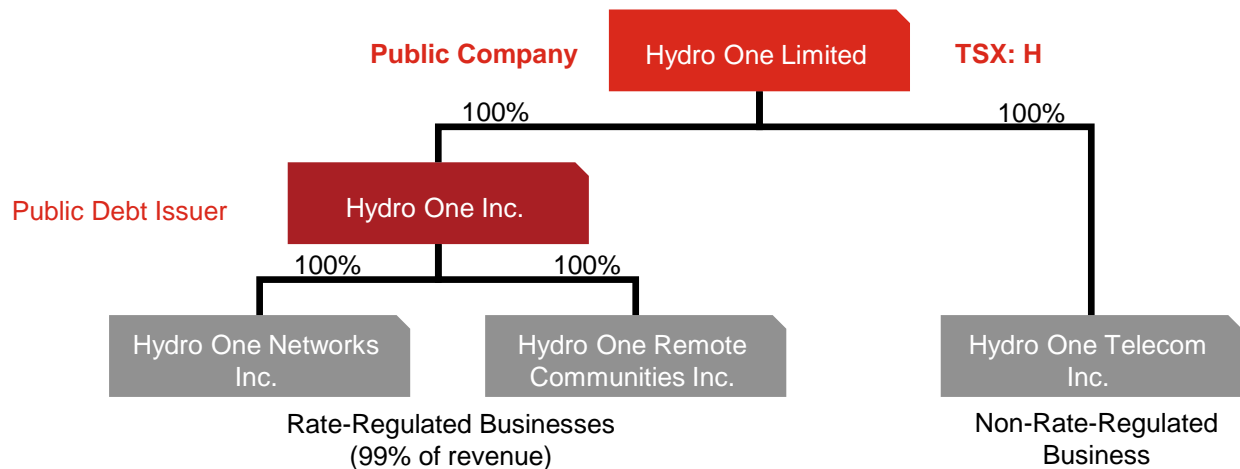 Public Company
Hydro One Limited
TSX: H
100%
100%
Public Debt Issuer
Hydro One Inc.
100%
100%
Hydro One Networks
Inc.
Hydro One Remote
Communities Inc.
Hydro One Telecom
Inc.
Rate-Regulated Businesses
(99% of revenue)
Non-Rate-Regulated
Business